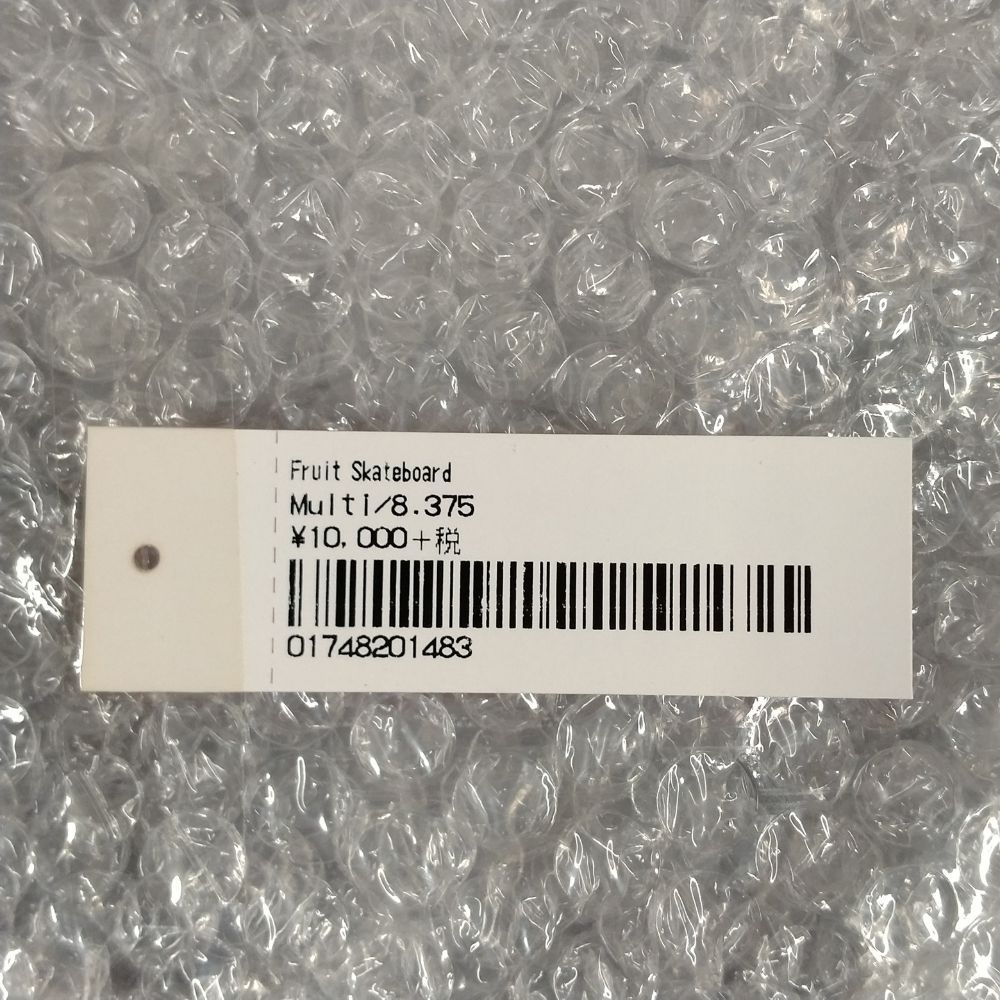 Fruit Skateboard
Multi/8.375
¥10,000+税
01748201483